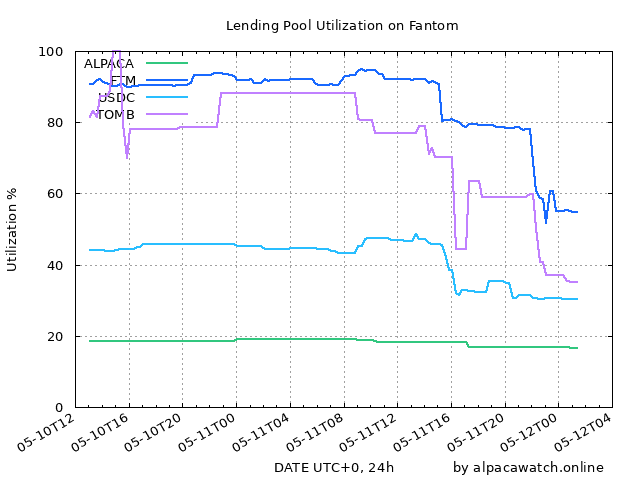 Lending Pool Utilization on Fantom
ALPACA
FTM
USDC
TOMB
100
80
60
40
20
0
Utilization %
05-10T12
05-10T16
05-10T20
05-11T00
05-11T04
05-11T08
05-11T12
05-11T16
05-11T20
05-12T00
05-12T04
DATE UTC+0, 24h
by alpacawatch.online